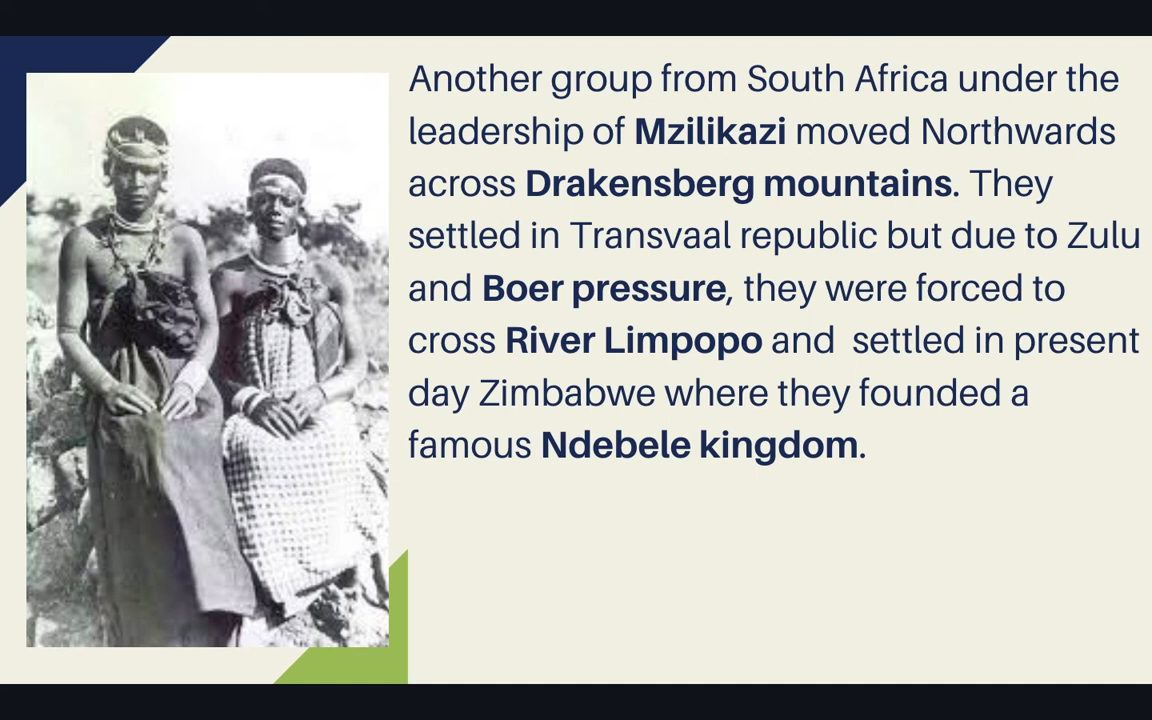 Another group from South Africa under the
leadership of Mzilikazi moved Northwards
across Drakensberg mountains. They
settled in Transvaal republic but due to Zulu
and Boer pressure, they were forced to
cross River Limpopo and  settled in present
day Zimbabwe where they founded a
famous Ndebele kingdom.